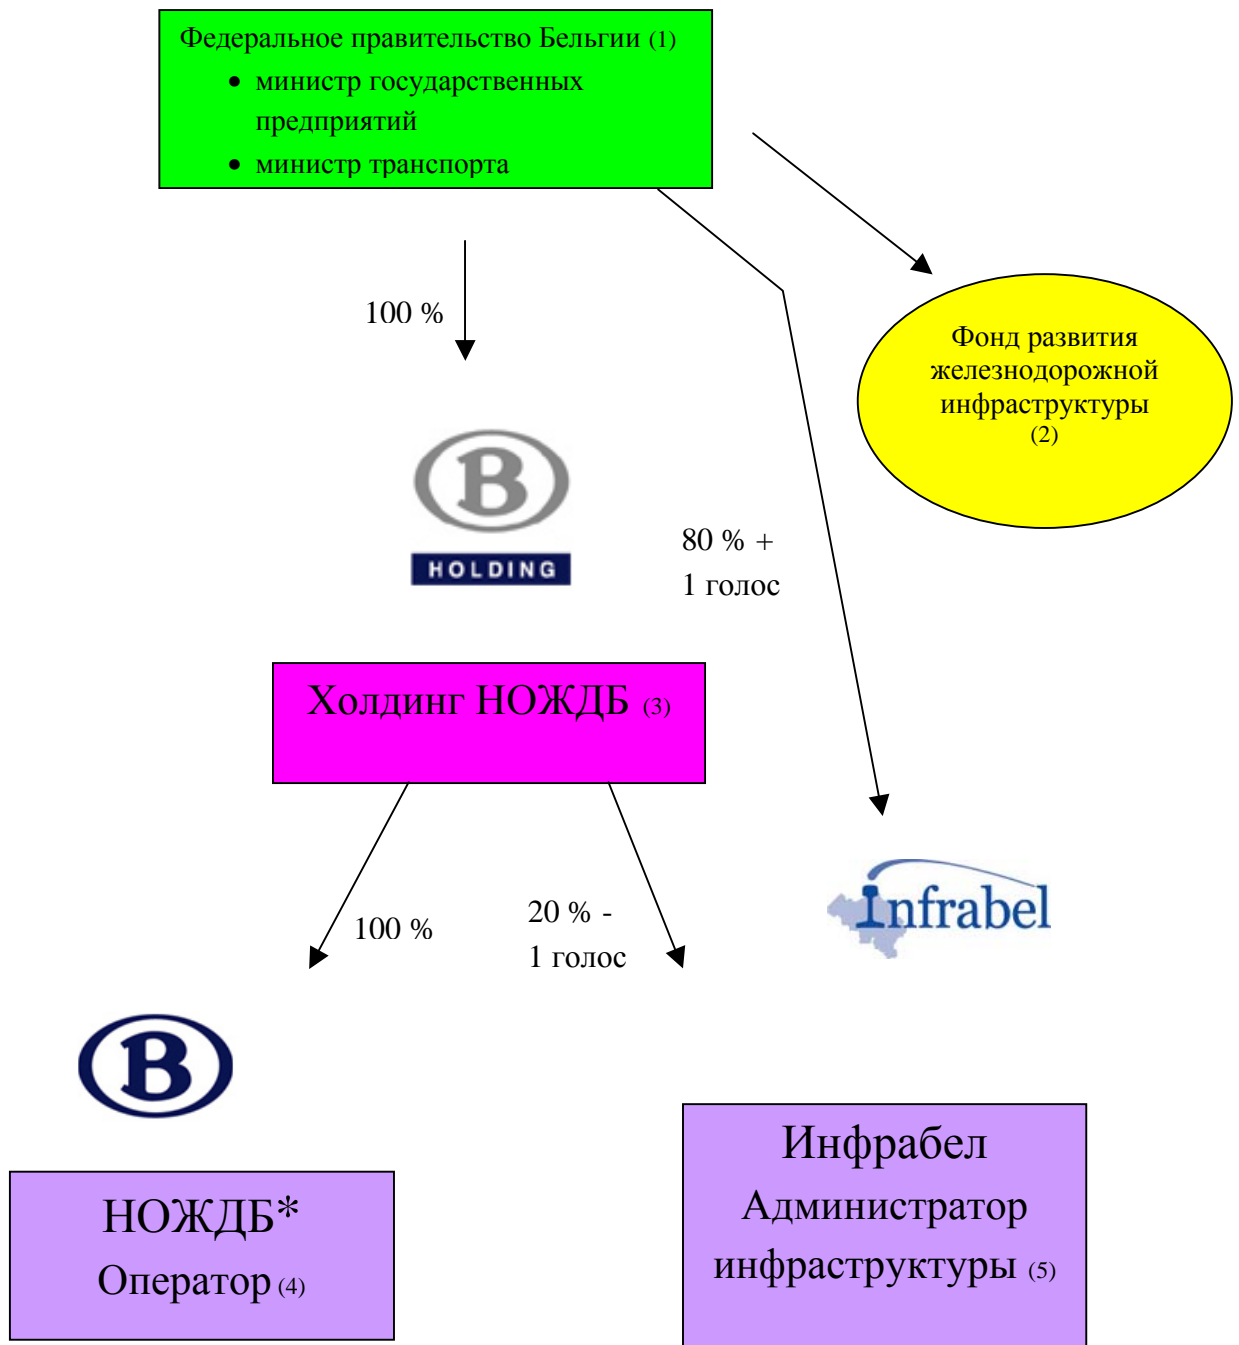 Федеральное правительство Бельгии (1)
• министр государственных
предприятий
• министр транспорта
100 %
Фонд развития
железнодорожной
инфраструктуры
(2)
B
HOLDING
80 % +
1 голос
Холдинг НОЖДБ (3)
100 %
20 % -
1 голос
Infrabel
B
НОЖДБ*
Оператор (4)
Инфрабел
Администратор
инфраструктуры (5)